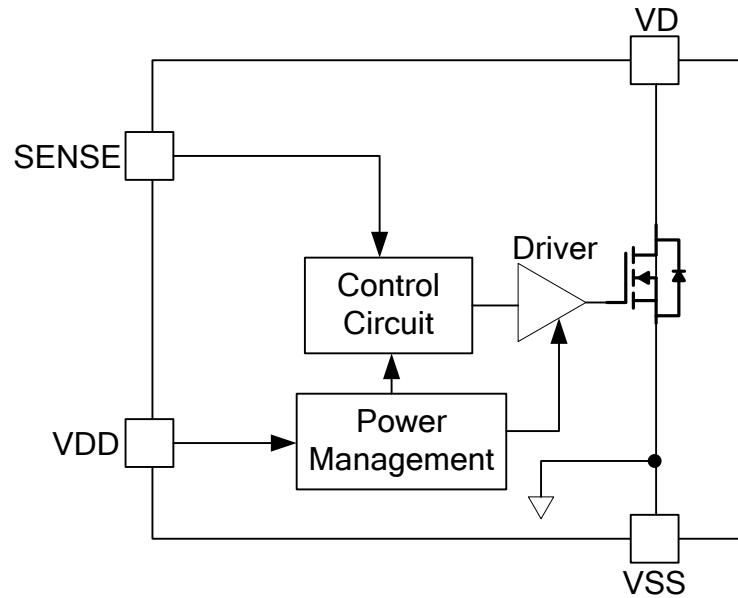 VD
SENSE
Driver
Control
Circuit
VDD
Power
Management
VSS